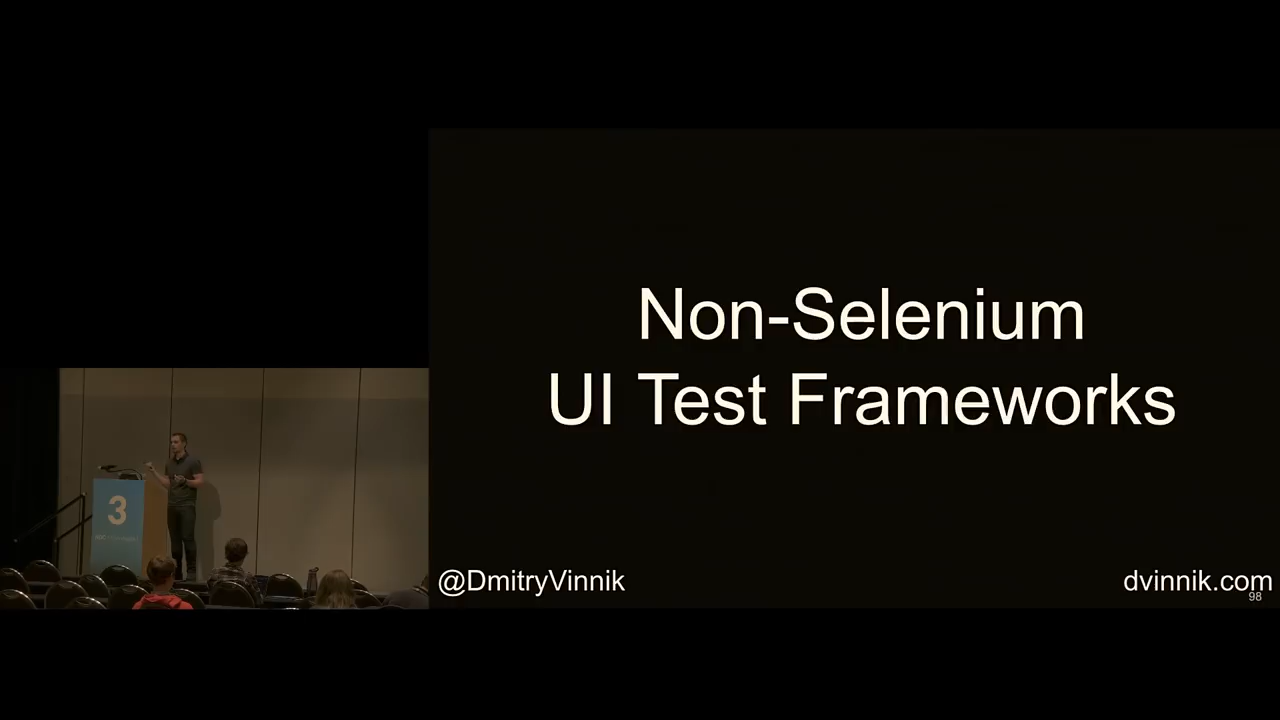 Non-Selenium
UI Test Frameworks
@DmitryVinnik
dvinnik.com
98
3